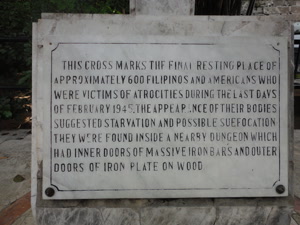 THIS CROSS MARKS THE FINAL RESTING PLACE OF
APPROXIMATELY 600 FILIPINOS AND AMERICANS WHO
WERE VICTIMS OF ATROCITIES DURING THE LAST DAYS
OF FEBRUARY 1945. THE APPEARANCE OF THEIR BODIES
SUGGESTED STARVATION AND POSSIBLE SUFFOCATION.
THEY WERE FOUND INSIDE A NEARBY DUNGEON WHICH
HAD INNER DOORS OF MASSIVE IRON BARS AND OUTER
DOORS OF IRON PLATE ON WOOD